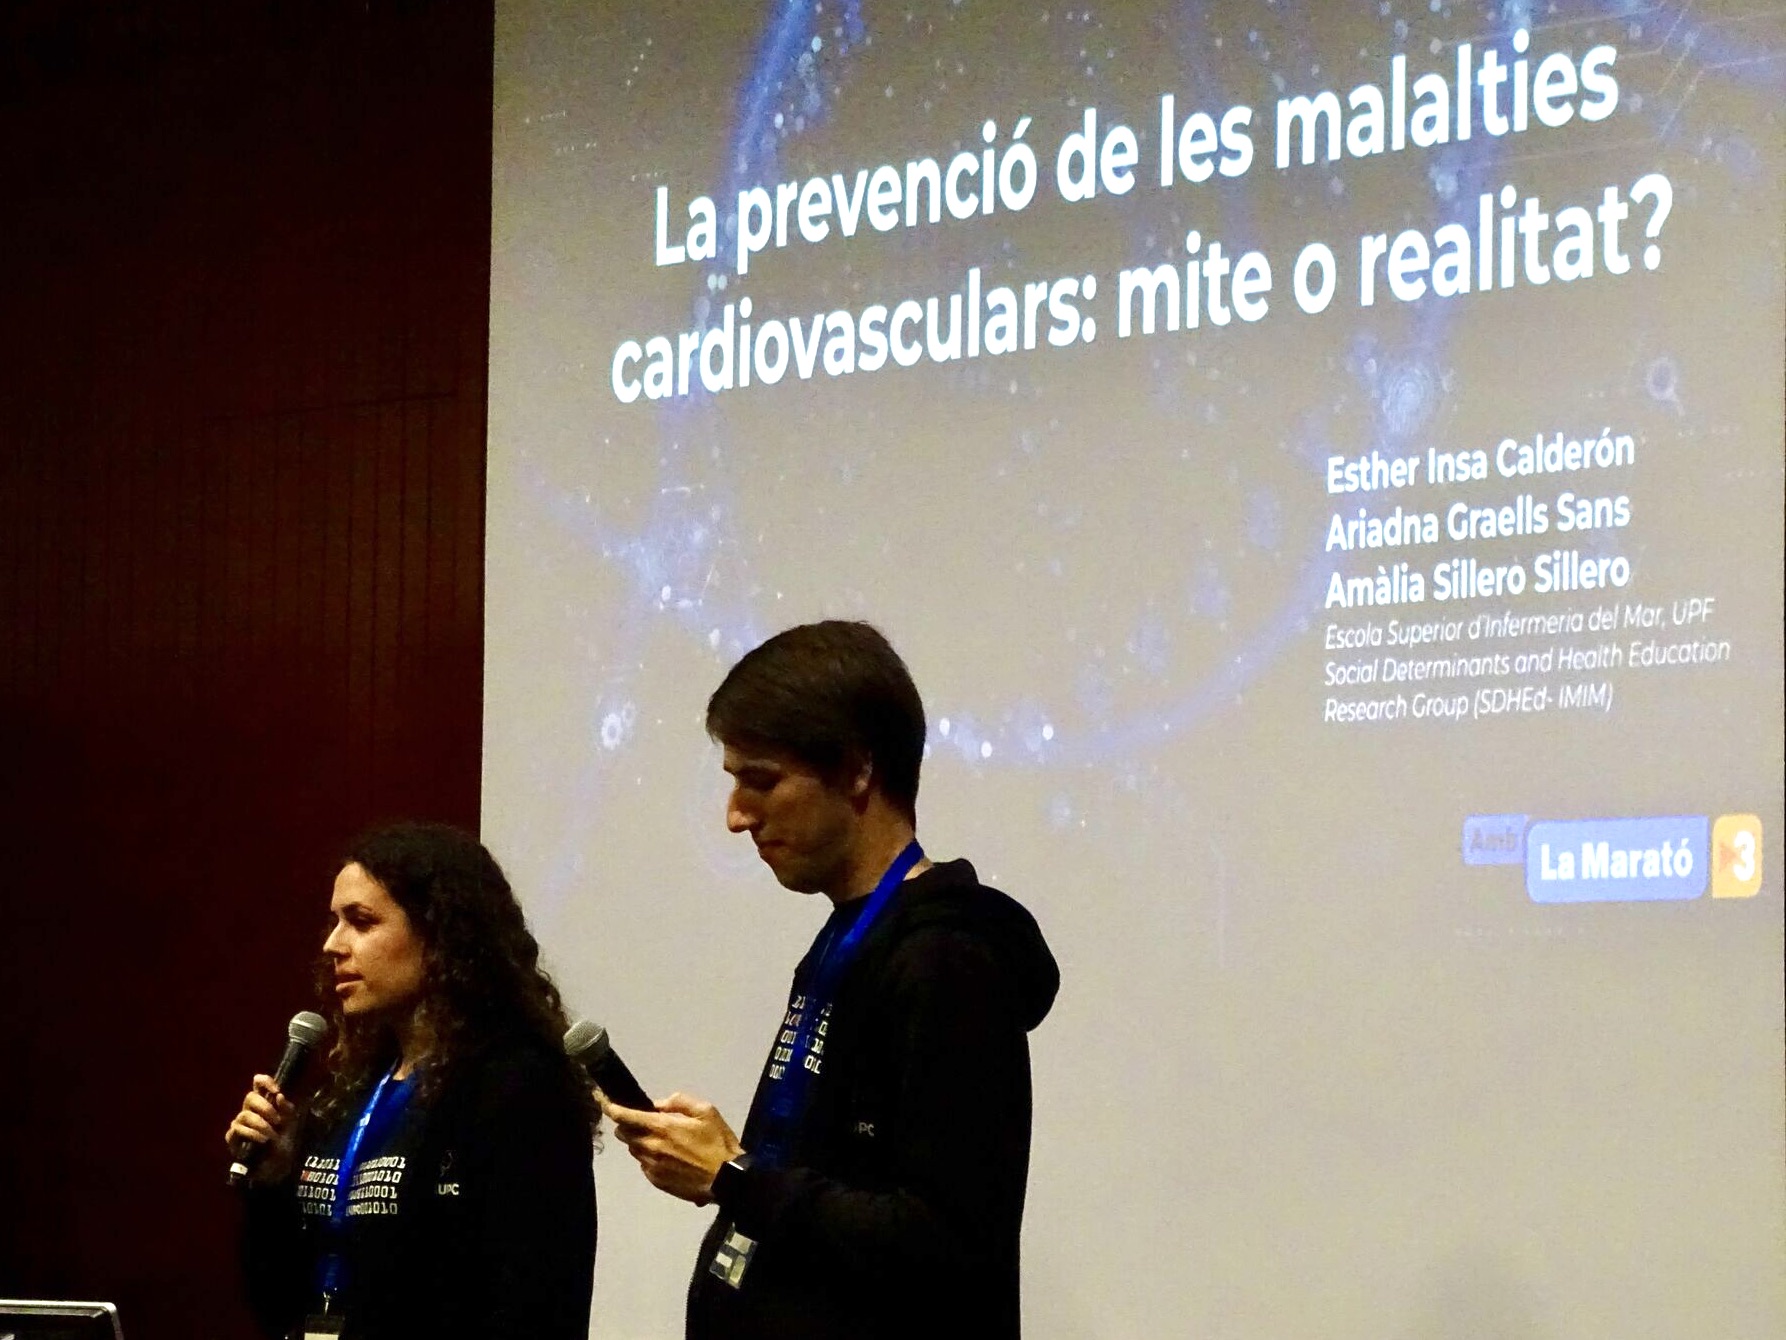 La prevenció de les malalties
cardiovasculars: mite o realitat?
Esther Insa Calderón
Ariadna Graells Sans
Amàlia Sillero Sillero
Escola Superior d'Infermeria del Mar, UPF
Social Determinants and Health Education
Research Group (SDHEd- IMIM)
Amb
La Marató
3
UPC